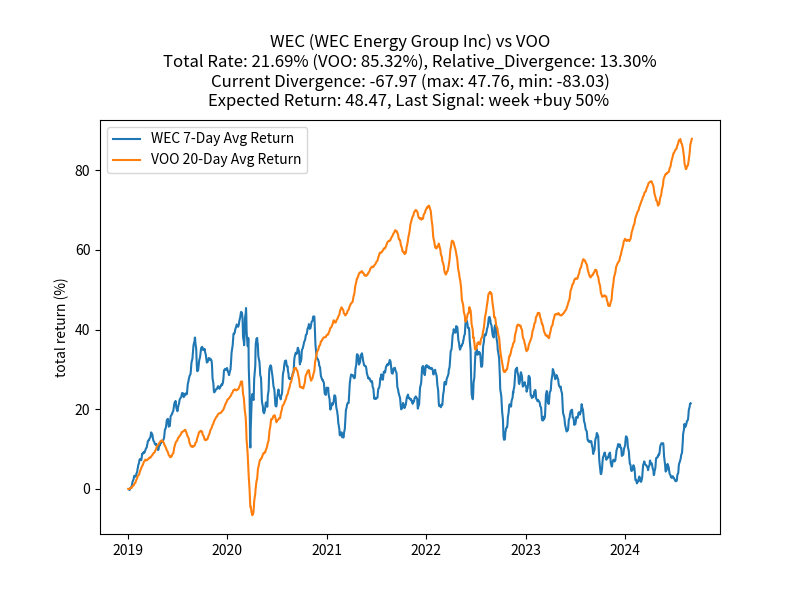 WEC (WEC Energy Group Inc) vs VOO
Total Rate: 21.69% (VOO: 85.32%), Relative_Divergence: 13.30%
Current Divergence: -67.97 (max: 47.76, min: -83.03)
Expected Return: 48.47, Last Signal: week +buy 50%
WEC 7-Day Avg Return
VOO 20-Day Avg Return
total return (%)
80
60
40
20
0
2019 2020 2021 2022 2023 2024